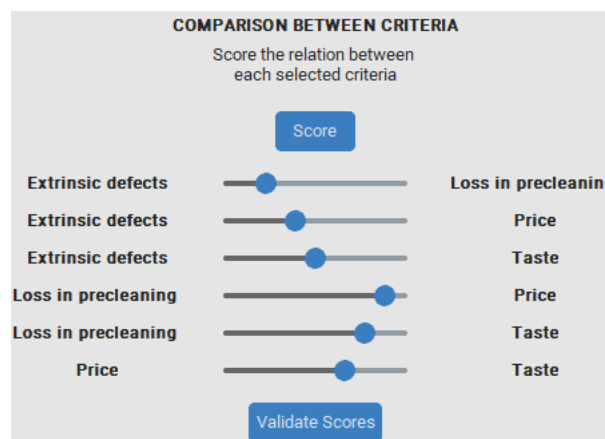 COMPARISON BETWEEN CRITERIA
Score the relation between
each selected criteria
Score
Extrinsic defects Loss in precleanin
Extrinsic defects Price
Extrinsic defects Taste
Loss in precleaning Price
Loss in precleaning Taste
Price Taste
Validate Scores